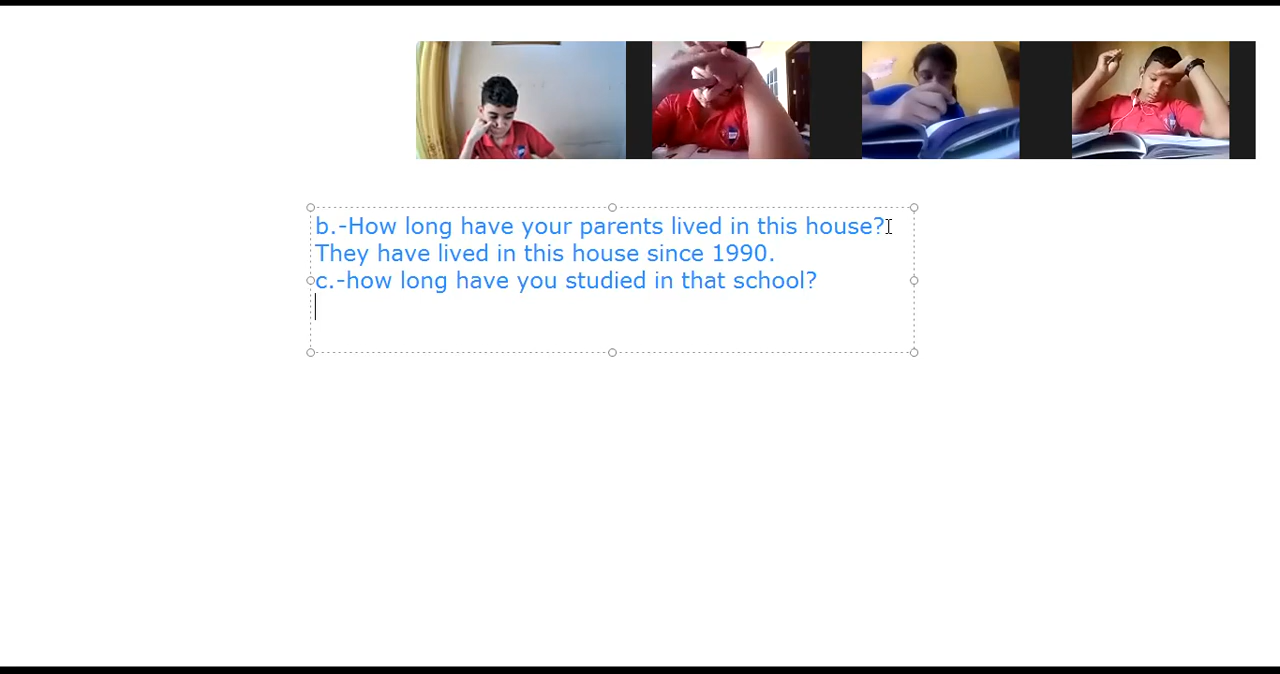 b.-How long have your parents lived in this house?
They have lived in this house since 1990.
c.-how long have you studied in that school?